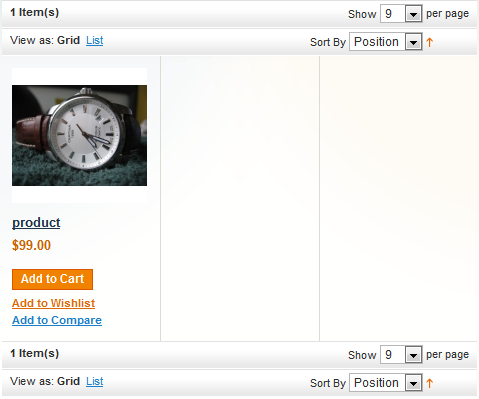 1 Item(s) Show 9 per page
View as: Grid List Sort By Position
product
$99.00
Add to Cart
Add to Wishlist
Add to Compare
1 Item(s) Show 9 per page
View as: Grid List Sort By Position